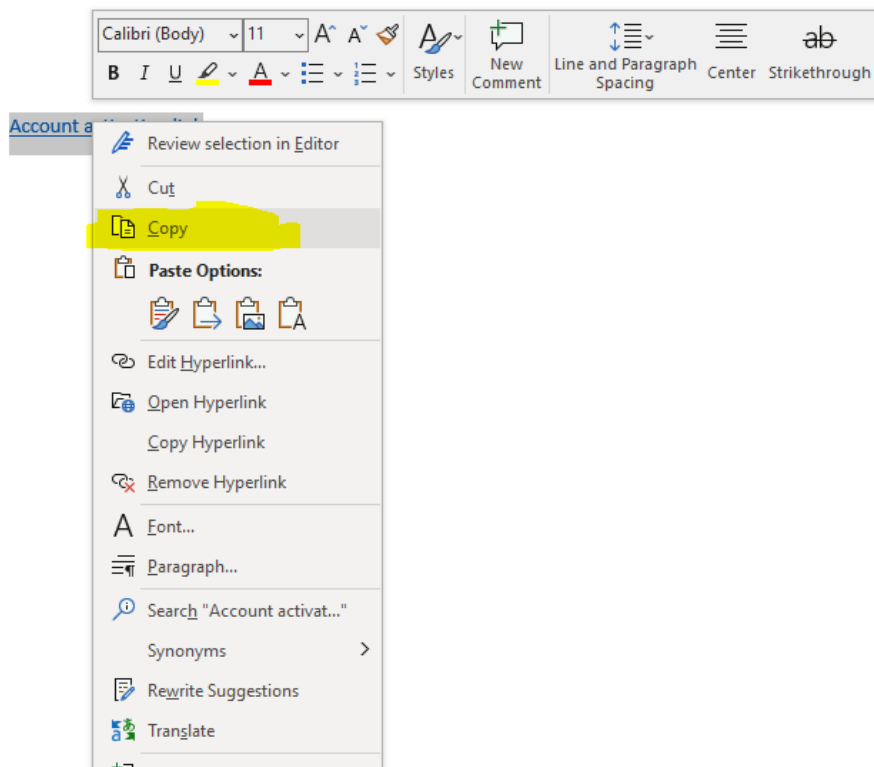 Calibri (Body) 11 A A
B I U A Styles New Comment Line and Paragraph Spacing Center ab Strikethrough
Account a
Review selection in Editor
Cut
Copy
Paste Options:
Edit Hyperlink...
Open Hyperlink
Copy Hyperlink
Remove Hyperlink
Font...
Paragraph...
Search "Account activat..."
Synonyms
Rewrite Suggestions
Translate